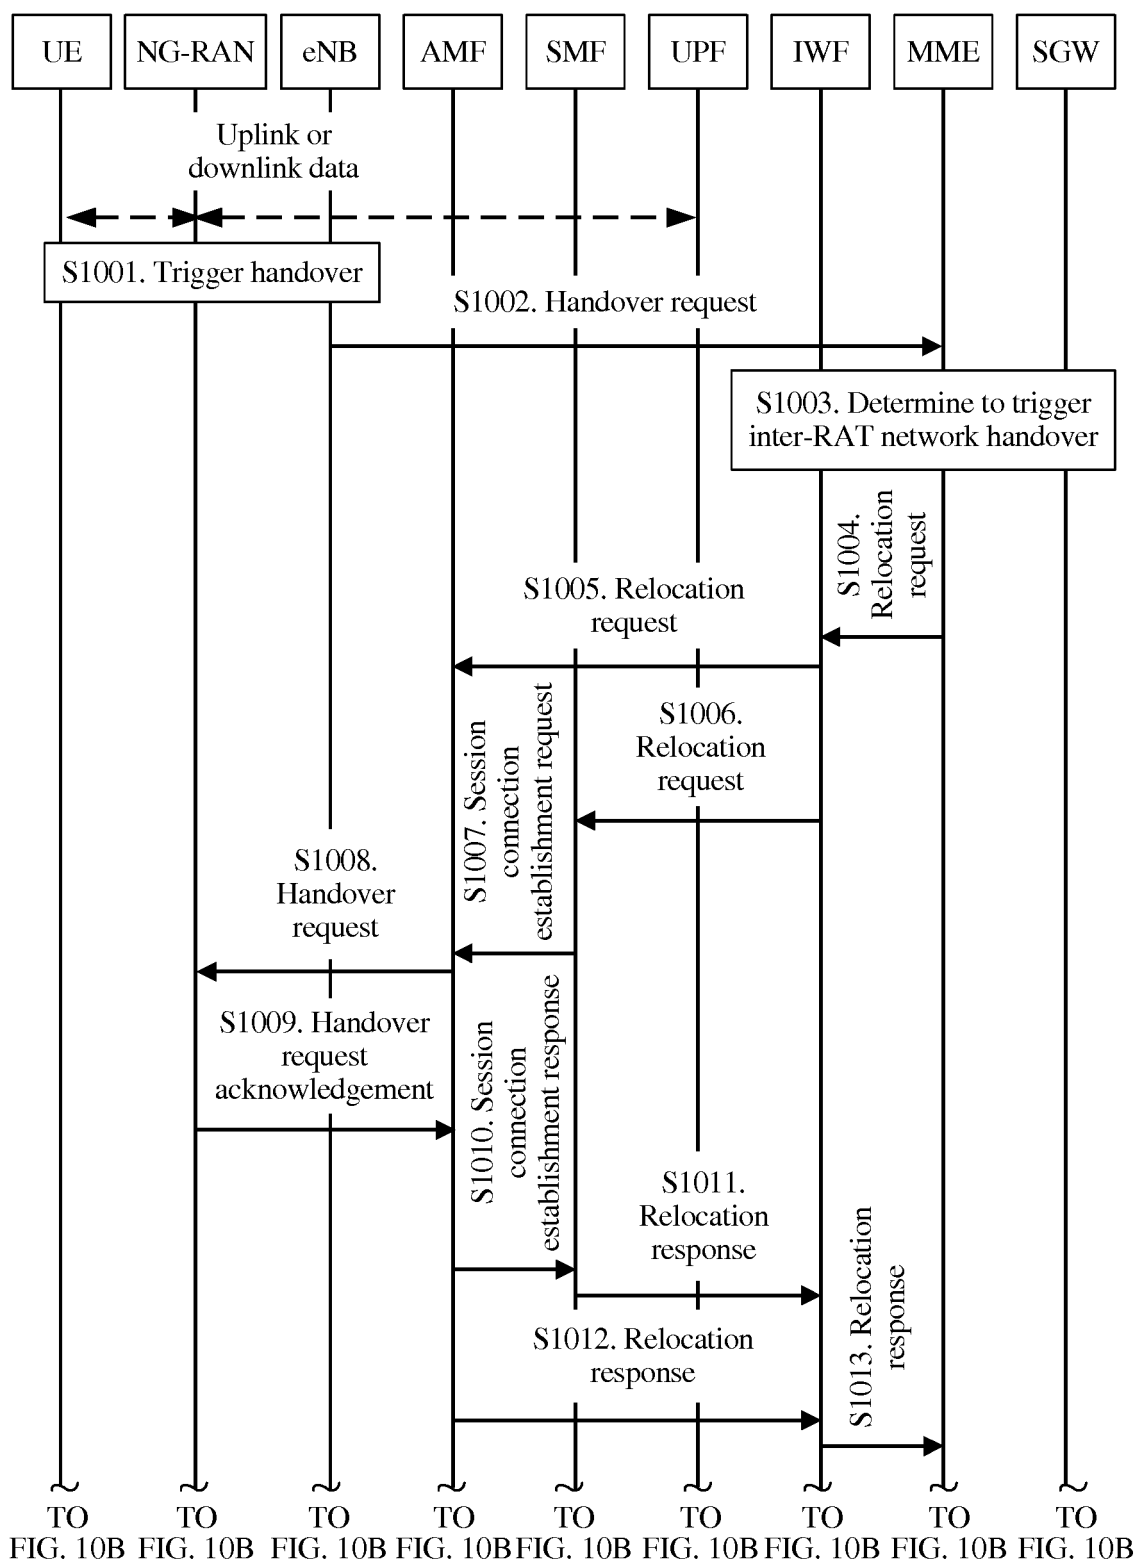 UE
NG-RAN
eNB
AMF
SMF
UPF
IWF
MME
SGW
Uplink or
downlink data
S1001. Trigger handover
S1002. Handover request
S1003. Determine to trigger
inter-RAT network handover
S1004.
Relocation
request
S1005. Relocation
request
S1006.
Relocation
request
S1007. Session
connection
establishment request
S1008.
Handover
request
S1009. Handover
request
acknowledgement
S1010. Session
connection
establishment response
S1011.
Relocation
response
S1012. Relocation
response
S1013. Relocation
response
TO
FIG. 10B
TO
FIG. 10B
TO
FIG. 10B
TO
FIG. 10B
TO
FIG. 10B
TO
FIG. 10B
TO
FIG. 10B
TO
FIG. 10B
TO
FIG. 10B